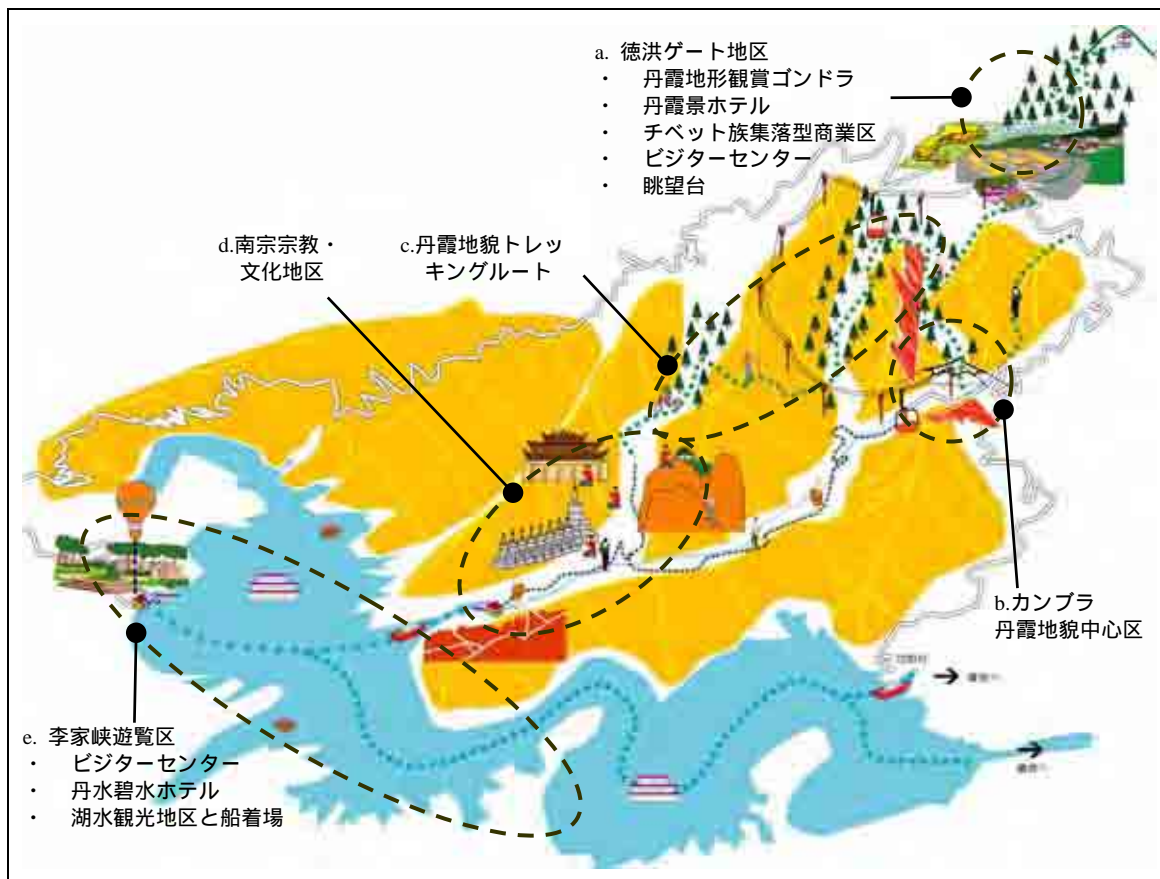 a. 徳洪ゲート地区
・ 丹霞地形観賞ゴンドラ
・ 丹霞景ホテル
・ チベット族集落型商業区
・ ビジターセンター
・ 眺望台
d.南宗宗教・
文化地区
c.丹霞地貌トレッ
キングルート
b.カンブラ
丹霞地貌中心区
e. 李家峡遊覧区
・ ビジターセンター
・ 丹水碧水ホテル
・ 湖水観光地区と船着場